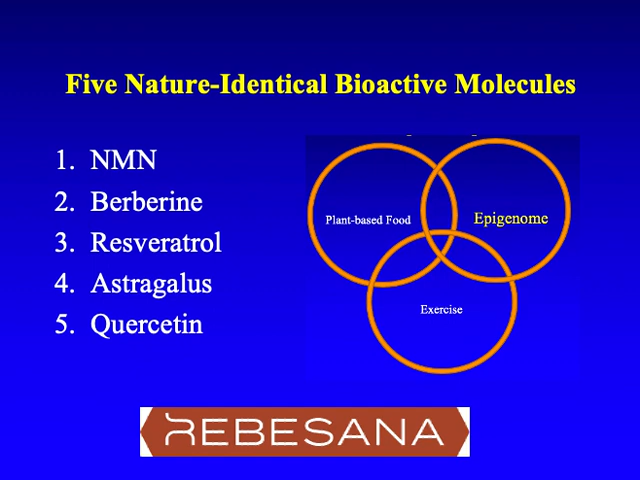 Five Nature-Identical Bioactive Molecules
1. NMN
2. Berberine
3. Resveratrol
4. Astragalus
5. Quercetin
Plant-based Food
Epigenome
Exercise
REBESANA